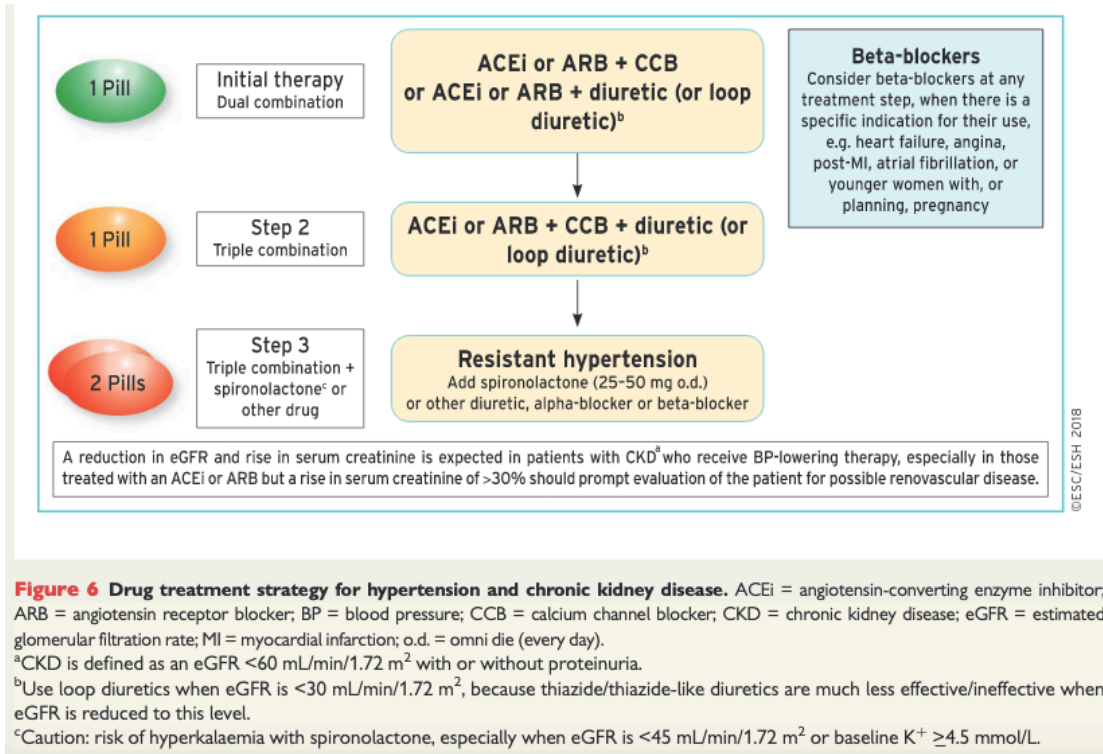 1 Pill
Initial therapy
Dual combination
ACEi or ARB + CCB
or ACEi or ARB + diuretic (or loop
diuretic)ᵇ
Beta-blockers
Consider beta-blockers at any
treatment step, when there is a
specific indication for their use,
e.g. heart failure, angina,
post-MI, atrial fibrillation, or
younger women with, or
planning, pregnancy
1 Pill
Step 2
Triple combination
ACEi or ARB + CCB + diuretic (or
loop diuretic)ᵇ
2 Pills
Step 3
Triple combination +
spironolactoneᶜ or
other drug
Resistant hypertension
Add spironolactone (25-50 mg o.d.)
or other diuretic, alpha-blocker or beta-blocker
A reduction in eGFR and rise in serum creatinine is expected in patients with CKDᵃ who receive BP-lowering therapy, especially in those
treated with an ACEi or ARB but a rise in serum creatinine of >30% should prompt evaluation of the patient for possible renovascular disease.
©ESC/ESH 2018
Figure 6 Drug treatment strategy for hypertension and chronic kidney disease. ACEi = angiotensin-converting enzyme inhibitor;
ARB = angiotensin receptor blocker; BP = blood pressure; CCB = calcium channel blocker; CKD = chronic kidney disease; eGFR = estimated
glomerular filtration rate; MI = myocardial infarction; o.d. = omni die (every day).
ᵃCKD is defined as an eGFR <60 mL/min/1.72 m² with or without proteinuria.
ᵇUse loop diuretics when eGFR is <30 mL/min/1.72 m², because thiazide/thiazide-like diuretics are much less effective/ineffective when
eGFR is reduced to this level.
ᶜCaution: risk of hyperkalaemia with spironolactone, especially when eGFR is <45 mL/min/1.72 m² or baseline K⁺ ≥4.5 mmol/L.